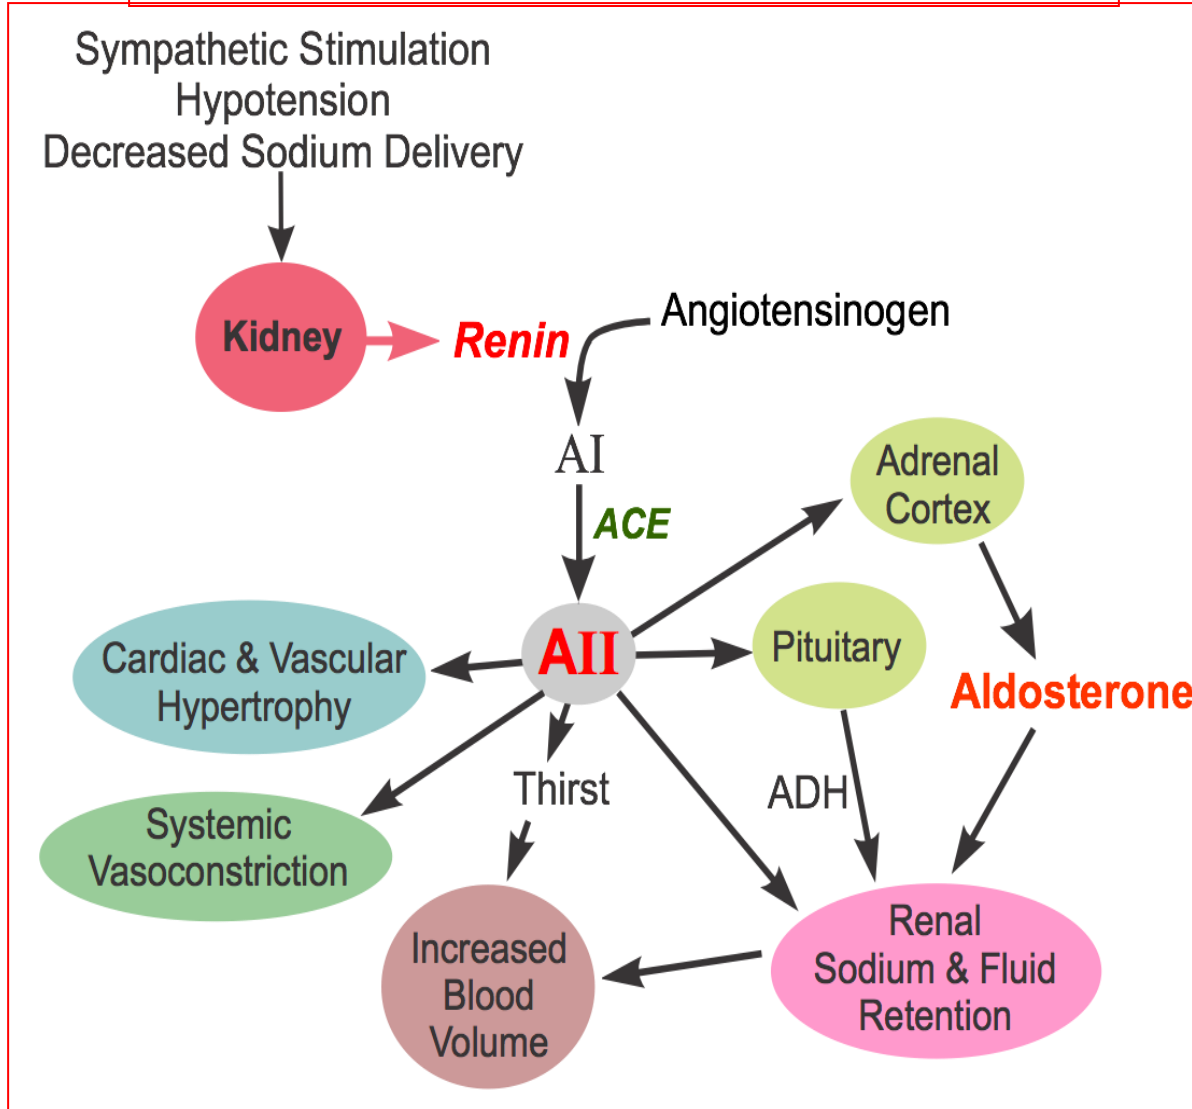 Sympathetic Stimulation
Hypotension
Decreased Sodium Delivery
Kidney
Renin
Angiotensinogen
AI
ACE
Adrenal
Cortex
AII
Pituitary
Cardiac & Vascular
Hypertrophy
Aldosterone
Thirst
ADH
Systemic
Vasoconstriction
Increased
Blood
Volume
Renal
Sodium & Fluid
Retention